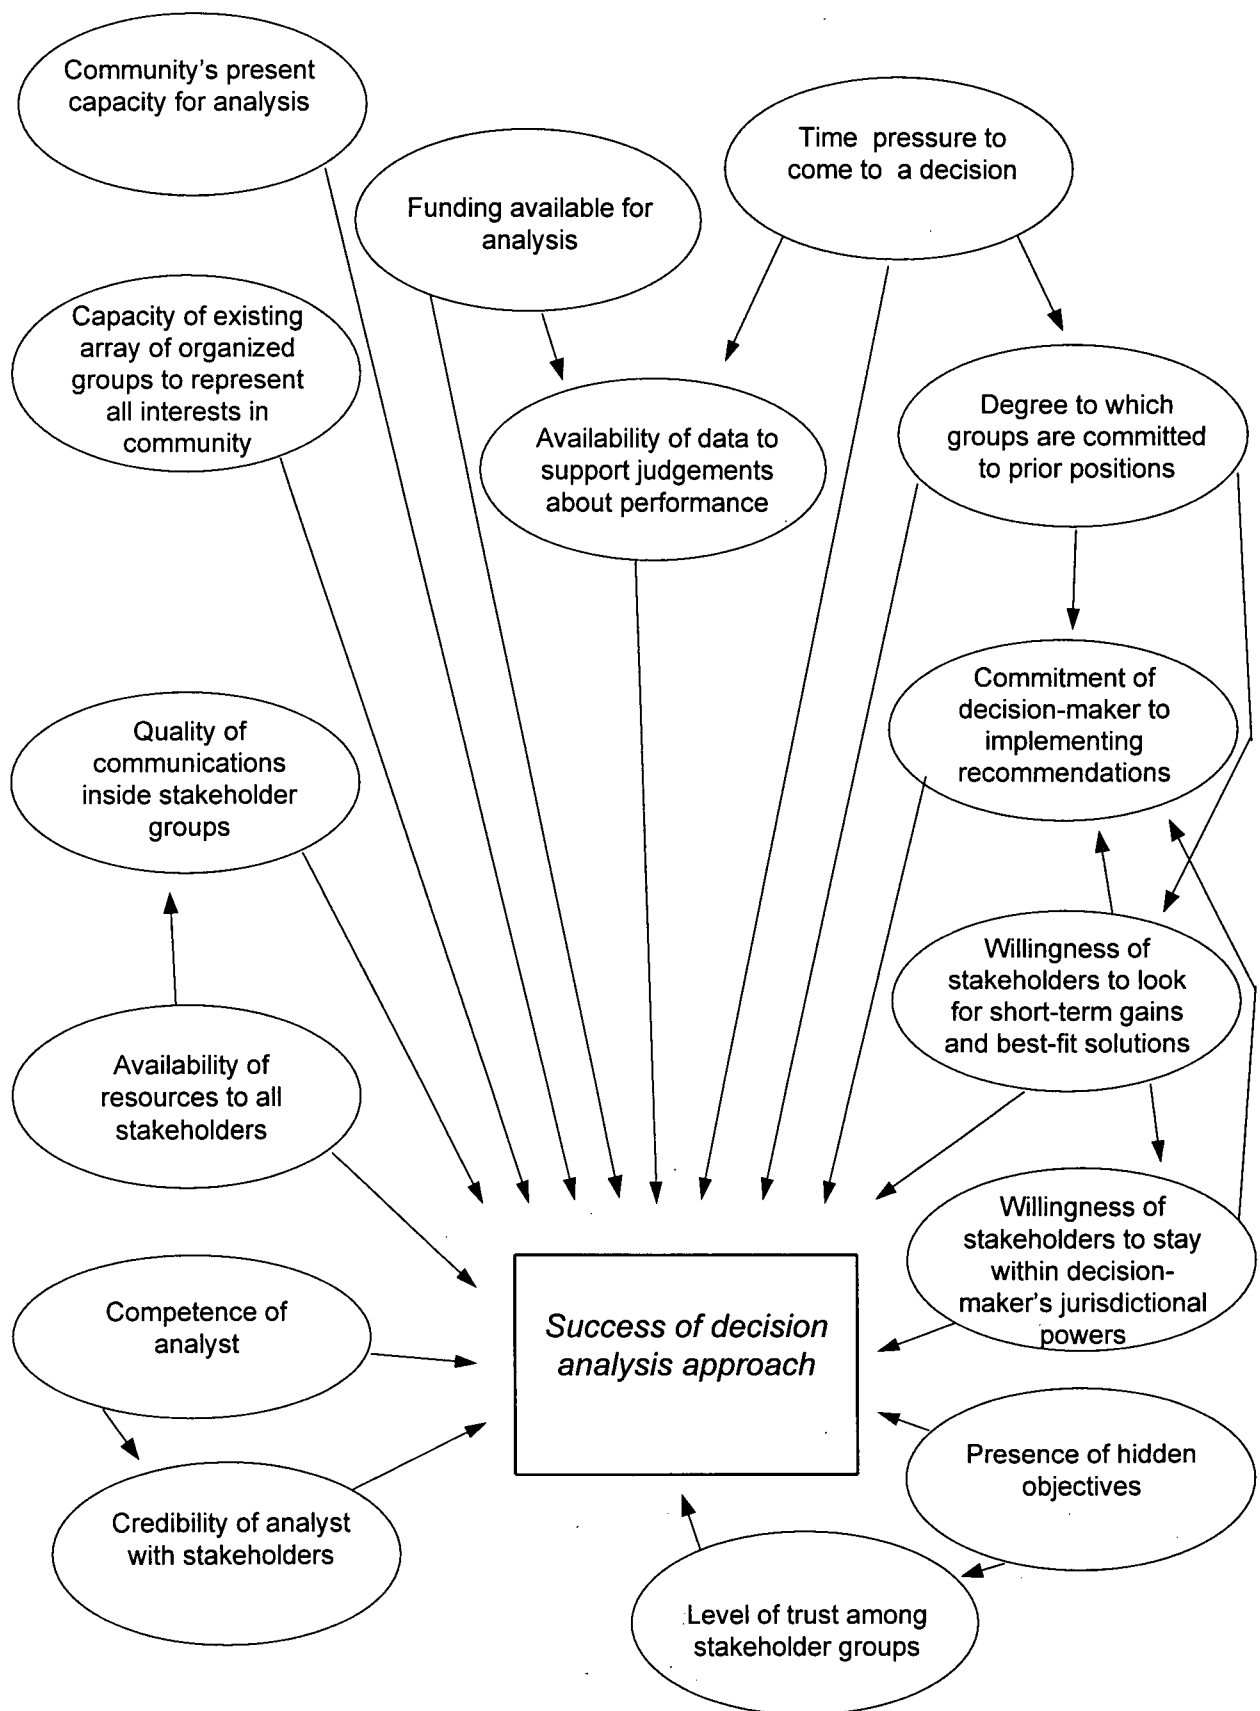 Community's present
capacity for analysis
Time pressure to
come to a decision
Funding available for
analysis
Capacity of existing
array of organized
groups to represent
all interests in
community
Degree to which
groups are committed
to prior positions
Availability of data to
support judgements
about performance
Commitment of
decision-maker to
implementing
recommendations
Quality of
communications
inside stakeholder
groups
Willingness of
stakeholders to look
for short-term gains
and best-fit solutions
Availability of
resources to all
stakeholders
Willingness of
stakeholders to stay
within decision-
maker's jurisdictional
powers
Competence of
analyst
Success of decision
analysis approach
Presence of hidden
objectives
Credibility of analyst
with stakeholders
Level of trust among
stakeholder groups